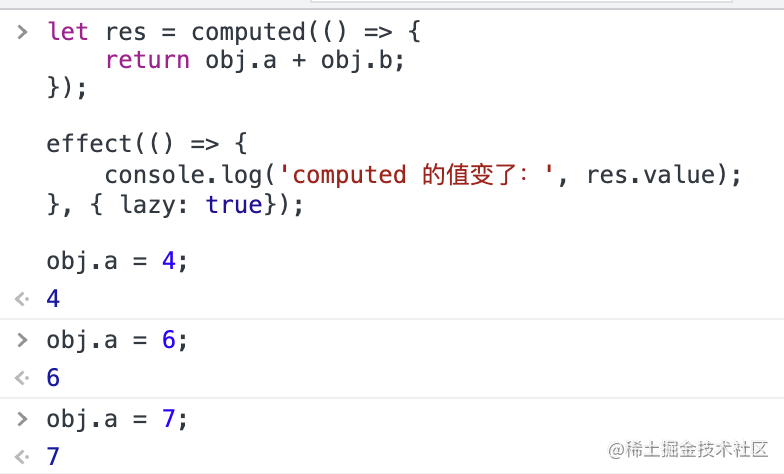 > let res = computed(() => {
return obj.a + obj.b;
});
effect(() => {
console.log('computed 的值变了：', res.value);
}, { lazy: true});
obj.a = 4;
4
> obj.a = 6;
6
> obj.a = 7;
7
@稀土掘金技术社区